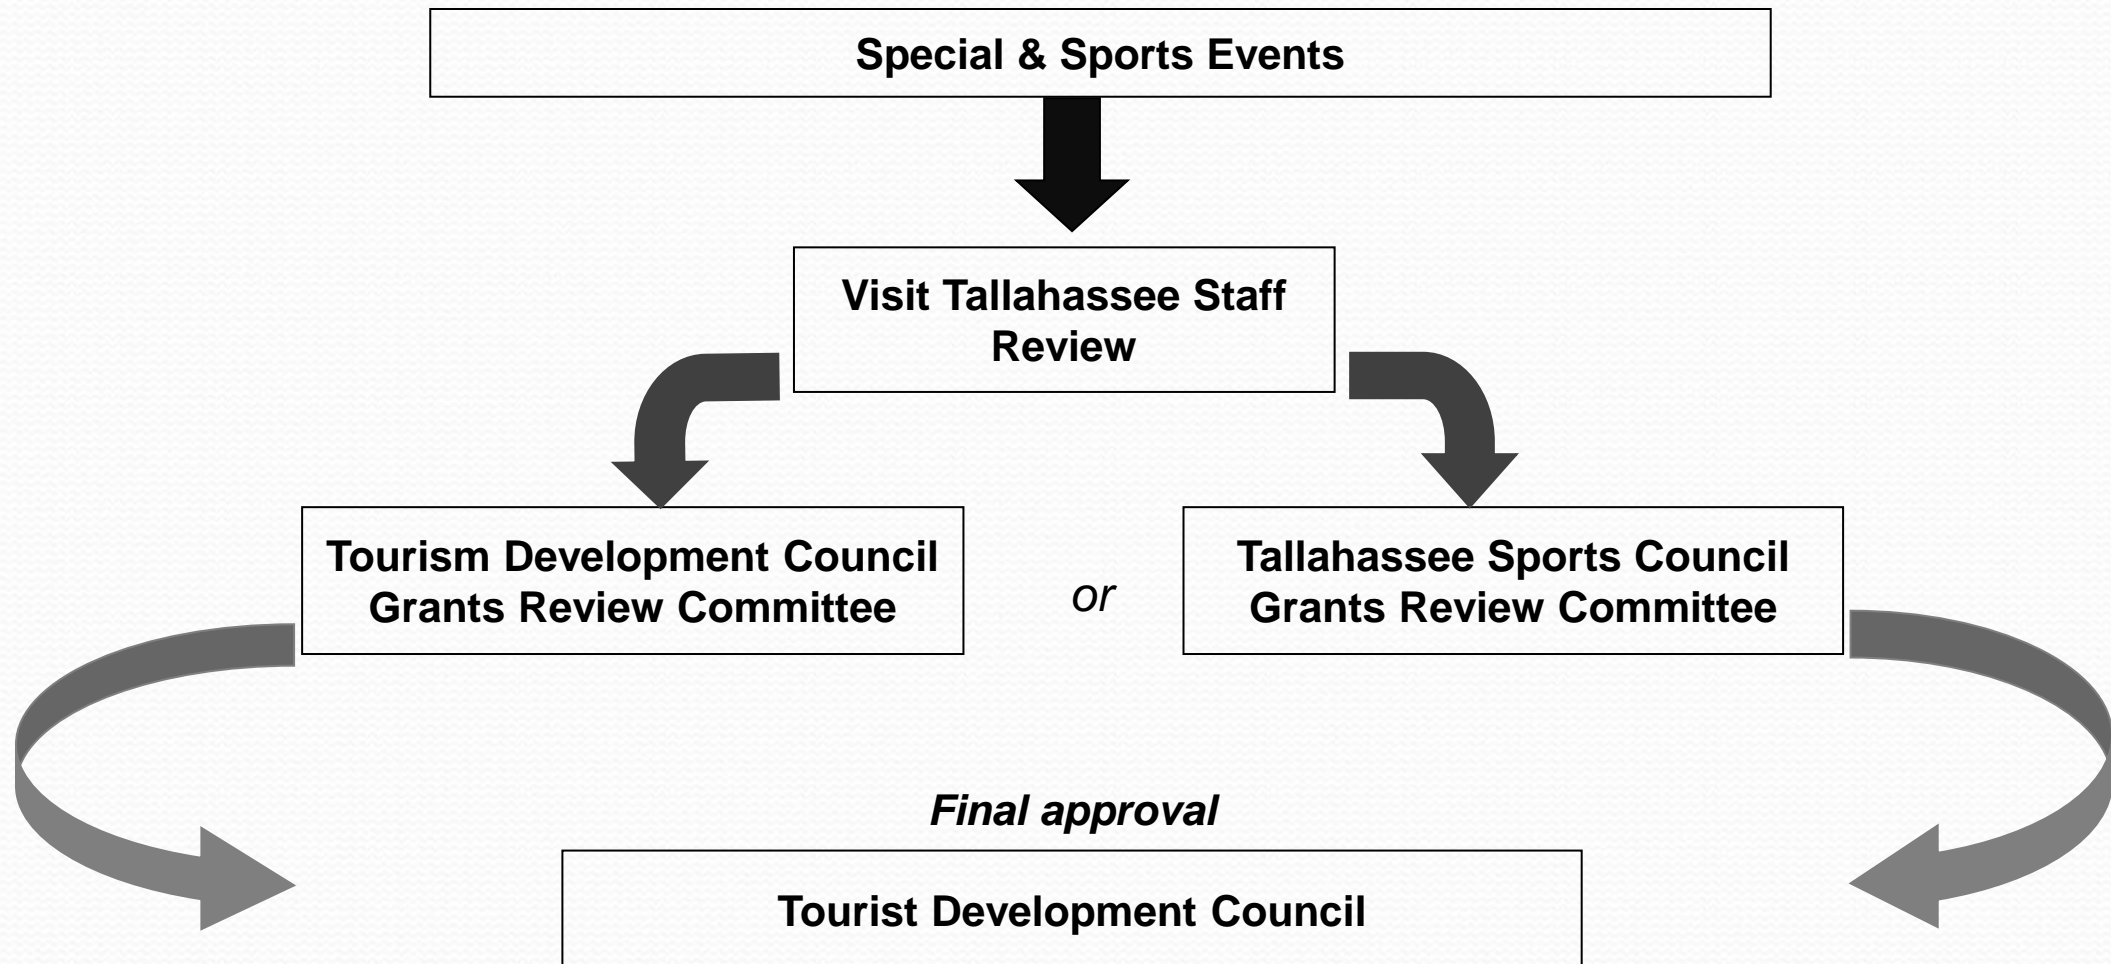 Special & Sports Events
Visit Tallahassee Staff
Review
Tourism Development Council
Grants Review Committee
or
Tallahassee Sports Council
Grants Review Committee
Final approval
Tourist Development Council